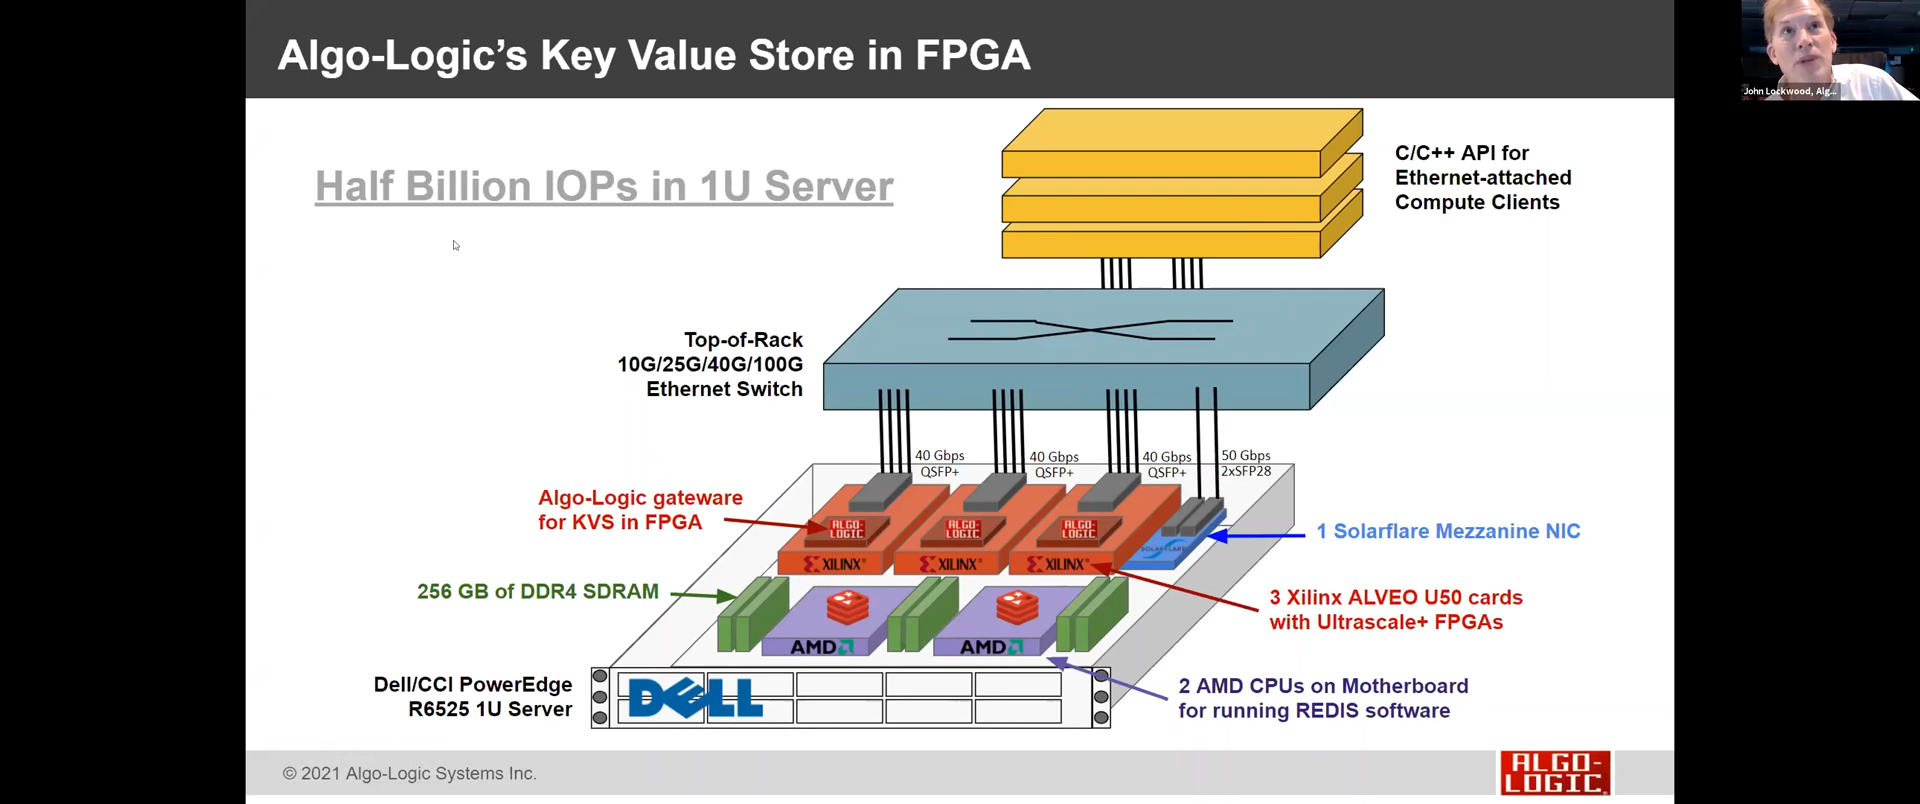 Algo-Logic's Key Value Store in FPGA
John Lockwood, Alg...
Half Billion IOPs in 1U Server
C/C++ API for
Ethernet-attached
Compute Clients
Top-of-Rack
10G/25G/40G/100G
Ethernet Switch
40 Gbps
QSFP+
40 Gbps
QSFP+
40 Gbps
QSFP+
50 Gbps
2xSFP28
Algo-Logic gateware
for KVS in FPGA
ALGO-
LOGIC
ALGO-
LOGIC
ALGO-
LOGIC
SOLARFLARE
1 Solarflare Mezzanine NIC
XILINX
XILINX
XILINX
256 GB of DDR4 SDRAM
3 Xilinx ALVEO U50 cards
with Ultrascale+ FPGAs
AMD
AMD
Dell/CCI PowerEdge
R6525 1U Server
DELL
2 AMD CPUs on Motherboard
for running REDIS software
© 2021 Algo-Logic Systems Inc.
ALGO-
LOGIC